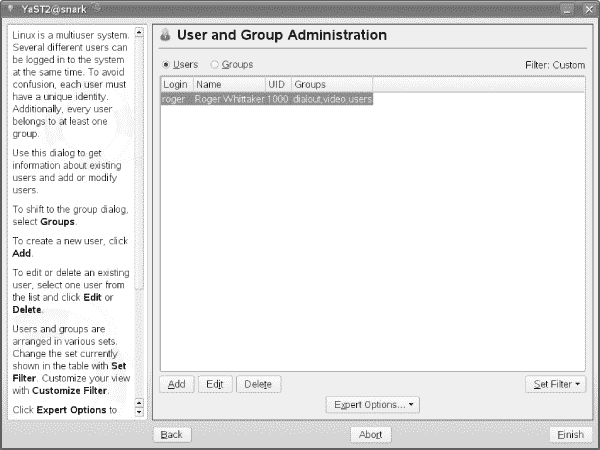 YaST2@snark
Linux is a multiuser system.
Several different users can
be logged in to the system
at the same time. To avoid
confusion, each user must
have a unique identity.
Additionally, every user
belongs to at least one
group.
Use this dialog to get
information about existing
users and add or modify
users.
To shift to the group dialog,
select Groups.
To create a new user, click
Add.
To edit or delete an existing
user, select one user from
the list and click Edit or
Delete.
Users and groups are
arranged in various sets.
Change the set currently
shown in the table with Set
Filter. Customize your view
with Customize Filter.
Click Expert Options to
User and Group Administration
Users Groups Filter: Custom
Login Name UID Groups
roger Roger Whittaker 1000 dialout,video,users
Add Edit Delete Set Filter
Expert Options...
Back Abort Finish